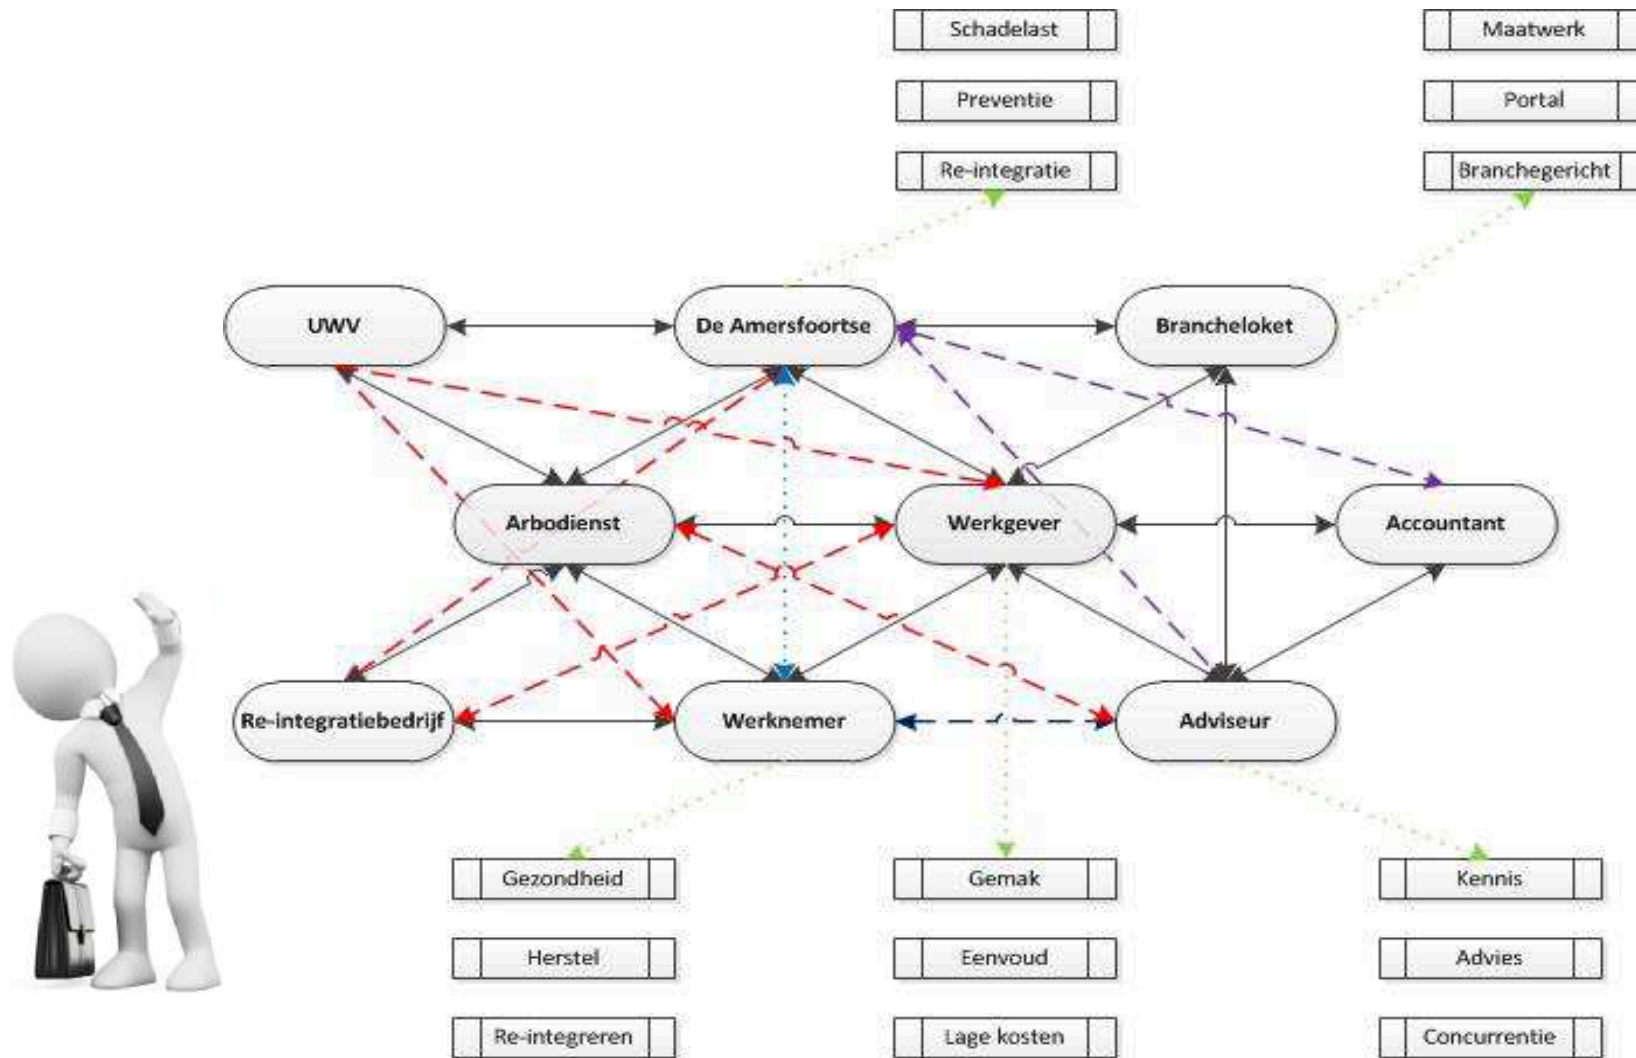 Schadelast
Maatwerk
Preventie
Portal
Re-integratie
Branchegericht
UWV
De Amersfoortse
Brancheloket
Arbodienst
Werkgever
Accountant
Re-integratiebedrijf
Werknemer
Adviseur
Gezondheid
Gemak
Kennis
Herstel
Eenvoud
Advies
Re-integreren
Lage kosten
Concurrentie